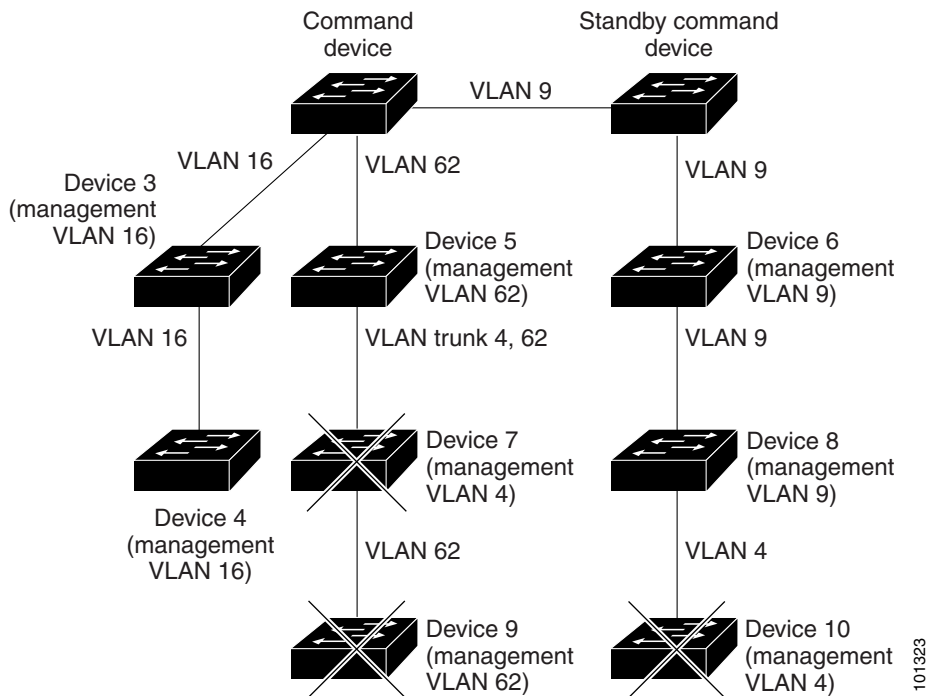 Command
device
Standby command
device
VLAN 9
VLAN 16
VLAN 62
VLAN 9
Device 3
(management
VLAN 16)
Device 5
(management
VLAN 62)
Device 6
(management
VLAN 9)
VLAN 16
VLAN trunk 4, 62
VLAN 9
Device 7
(management
VLAN 4)
Device 8
(management
VLAN 9)
Device 4
(management
VLAN 16)
VLAN 62
VLAN 4
Device 9
(management
VLAN 62)
Device 10
(management
VLAN 4)
101323